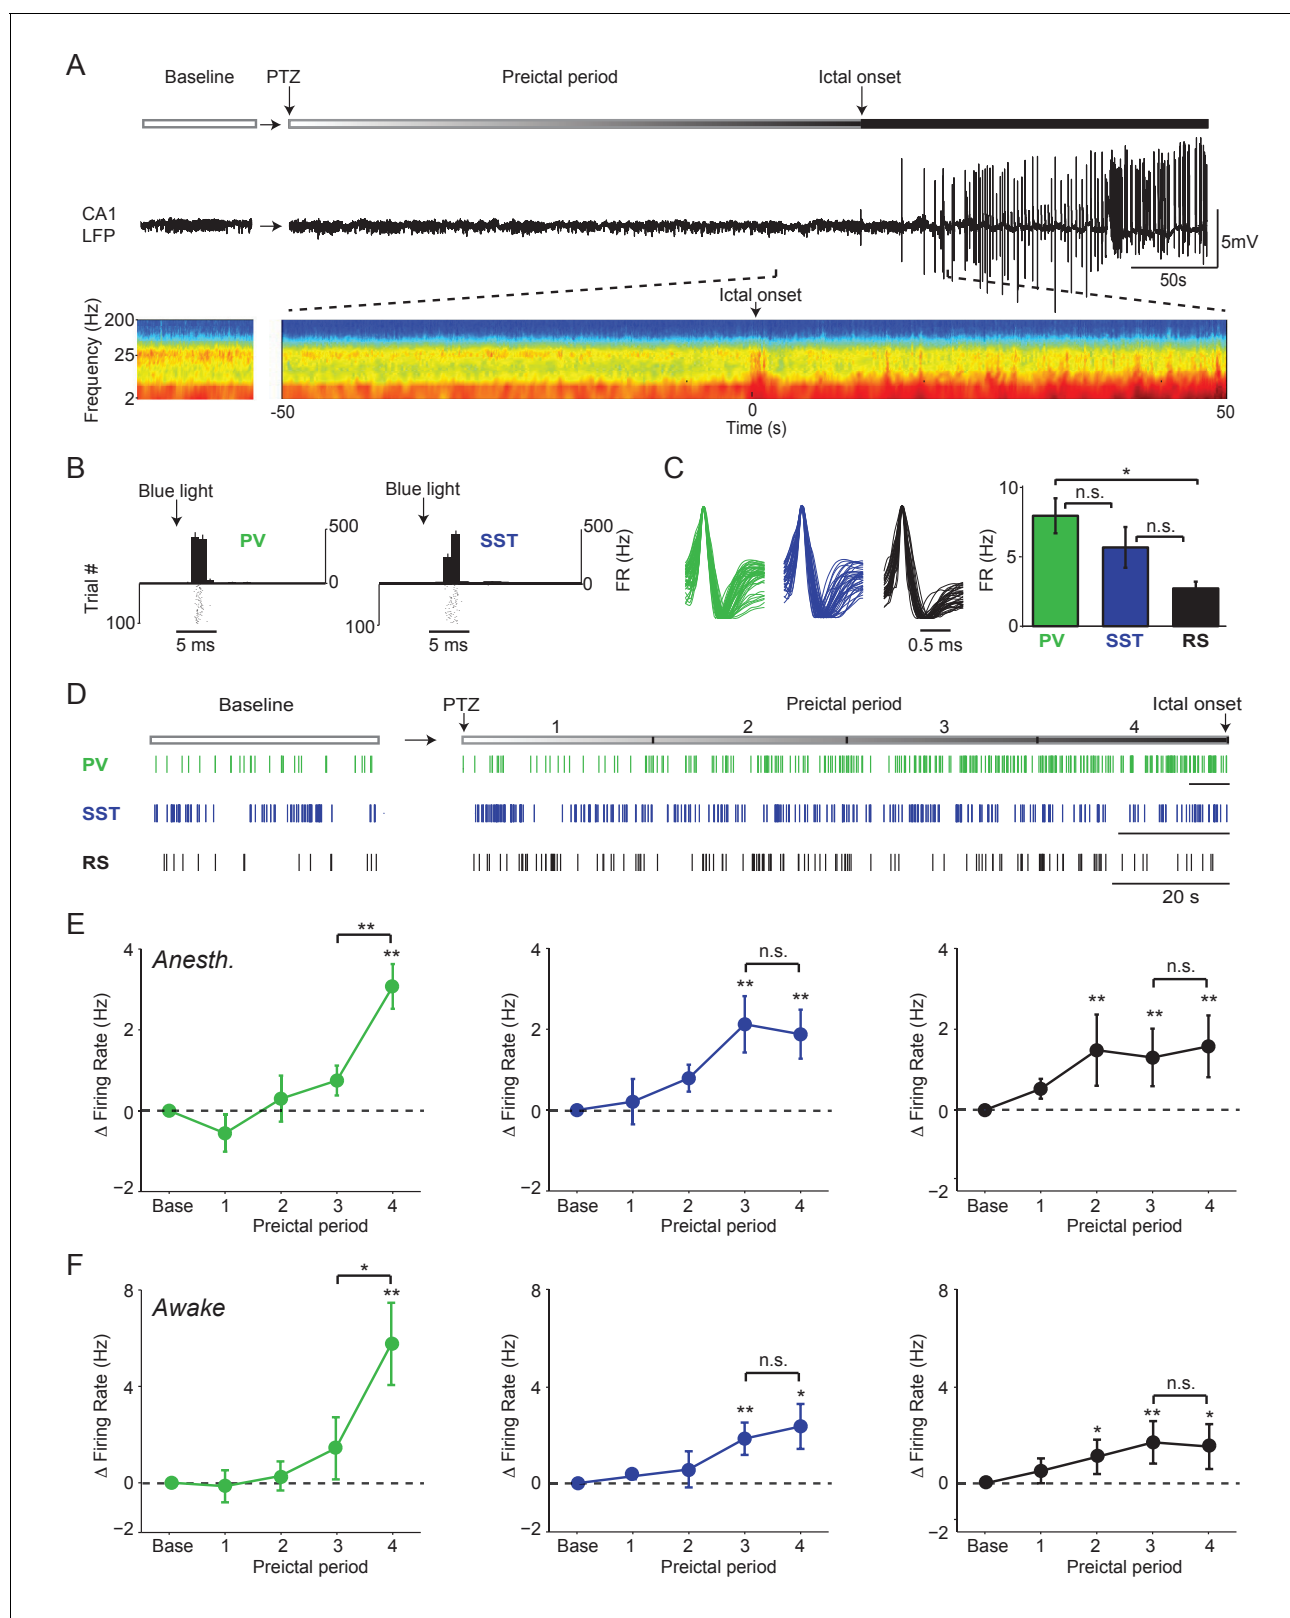 A
Baseline
PTZ
Preictal period
Ictal onset
CA1
LFP
5mV
50s
Ictal onset
Frequency (Hz)
200
25
2
-50
0
50
Time (s)
B
Blue light
PV
500
0
Trial #
100
5 ms
Blue light
SST
500
0
FR (Hz)
100
5 ms
C
0.5 ms
FR (Hz)
10
5
0
*
n.s.
n.s.
PV
SST
RS
D
Baseline
PTZ
Preictal period
Ictal onset
1
2
3
4
PV
SST
RS
20 s
E
Anesth.
Δ Firing Rate (Hz)
4
2
0
−2
**
**
Base 1 2 3 4
Preictal period
Δ Firing Rate (Hz)
4
2
0
−2
n.s.
**
**
Base 1 2 3 4
Preictal period
Δ Firing Rate (Hz)
4
2
0
−2
n.s.
**
**
**
Base 1 2 3 4
Preictal period
F
Awake
Δ Firing Rate (Hz)
8
4
0
−2
*
**
Base 1 2 3 4
Preictal period
Δ Firing Rate (Hz)
8
4
0
−2
n.s.
**
*
Base 1 2 3 4
Preictal period
Δ Firing Rate (Hz)
8
4
0
−2
n.s.
*
**
*
Base 1 2 3 4
Preictal period